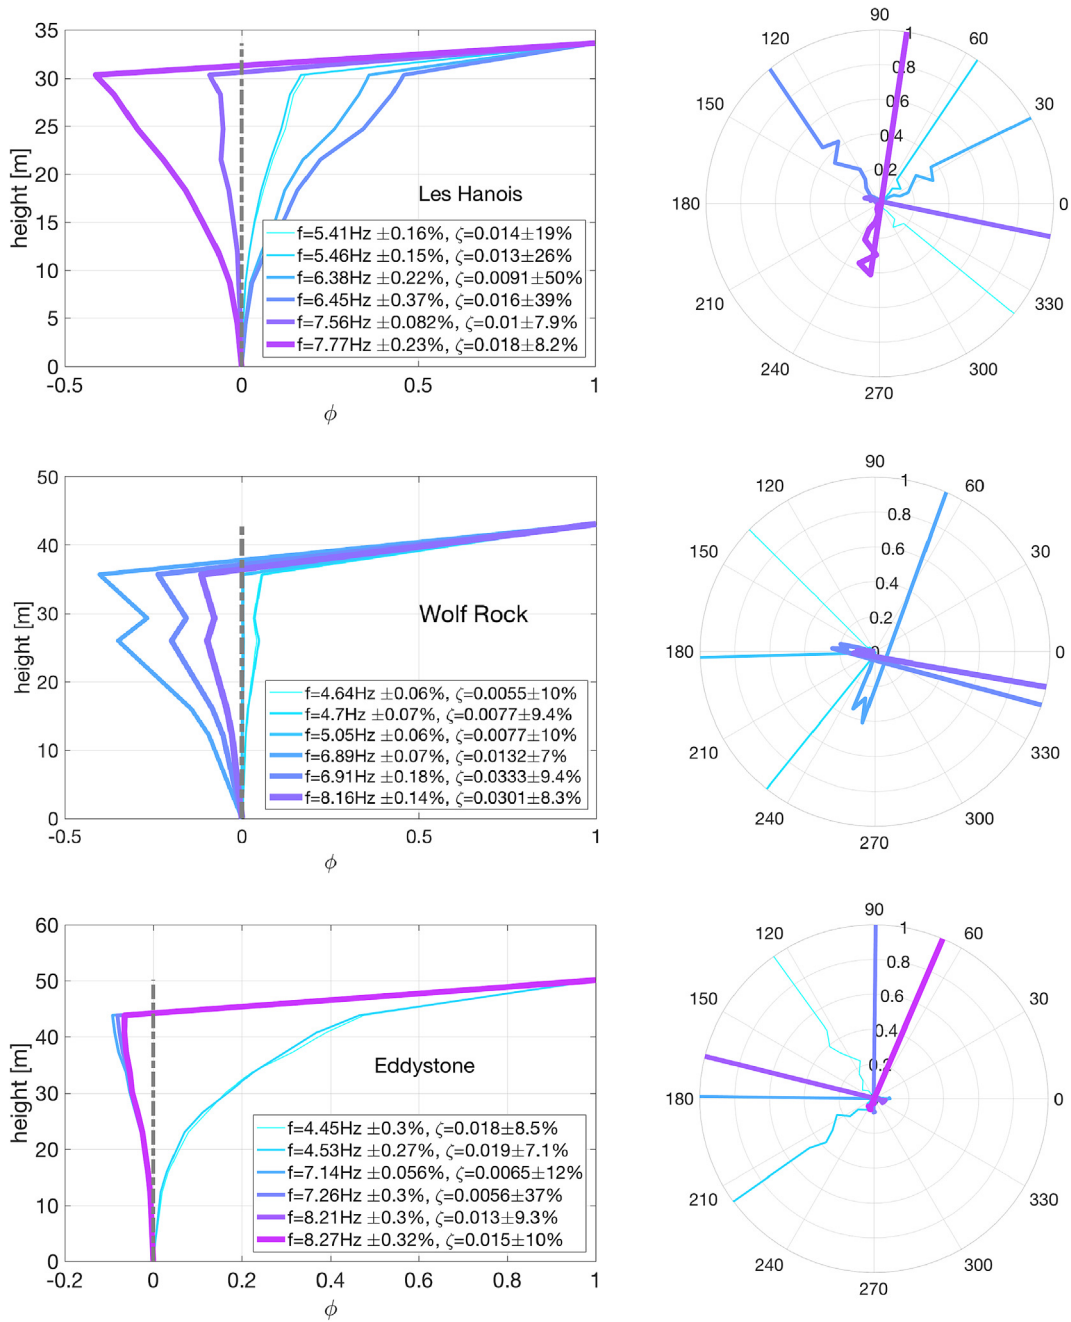 35
30
25
20
15
10
5
0
height [m]
Les Hanois
f=5.41Hz ±0.16%, ζ=0.014±19%
f=5.46Hz ±0.15%, ζ=0.013±26%
f=6.38Hz ±0.22%, ζ=0.0091±50%
f=6.45Hz ±0.37%, ζ=0.016±39%
f=7.56Hz ±0.082%, ζ=0.01±7.9%
f=7.77Hz ±0.23%, ζ=0.018±8.2%
-0.5 0 0.5 1
ϕ
90
120 1 60
0.8
150 0.6 30
0.4
0.2
180 0
210 330
240 300
270
50
40
30
20
10
0
height [m]
Wolf Rock
f=4.64Hz ±0.06%, ζ=0.0055±10%
f=4.7Hz ±0.07%, ζ=0.0077±9.4%
f=5.05Hz ±0.06%, ζ=0.0077±10%
f=6.89Hz ±0.07%, ζ=0.0132±7%
f=6.91Hz ±0.18%, ζ=0.0333±9.4%
f=8.16Hz ±0.14%, ζ=0.0301±8.3%
-0.5 0 0.5 1
ϕ
90
120 1 60
0.8
150 0.6 30
0.4
0.2
180 0 0
210 330
240 300
270
60
50
40
30
20
10
0
height [m]
Eddystone
f=4.45Hz ±0.3%, ζ=0.018±8.5%
f=4.53Hz ±0.27%, ζ=0.019±7.1%
f=7.14Hz ±0.056%, ζ=0.0065±12%
f=7.26Hz ±0.3%, ζ=0.0056±37%
f=8.21Hz ±0.3%, ζ=0.013±9.3%
f=8.27Hz ±0.32%, ζ=0.015±10%
-0.2 0 0.2 0.4 0.6 0.8 1
ϕ
90
120 1 60
0.8
150 0.6 30
0.4
0.2
180 0
210 330
240 300
270